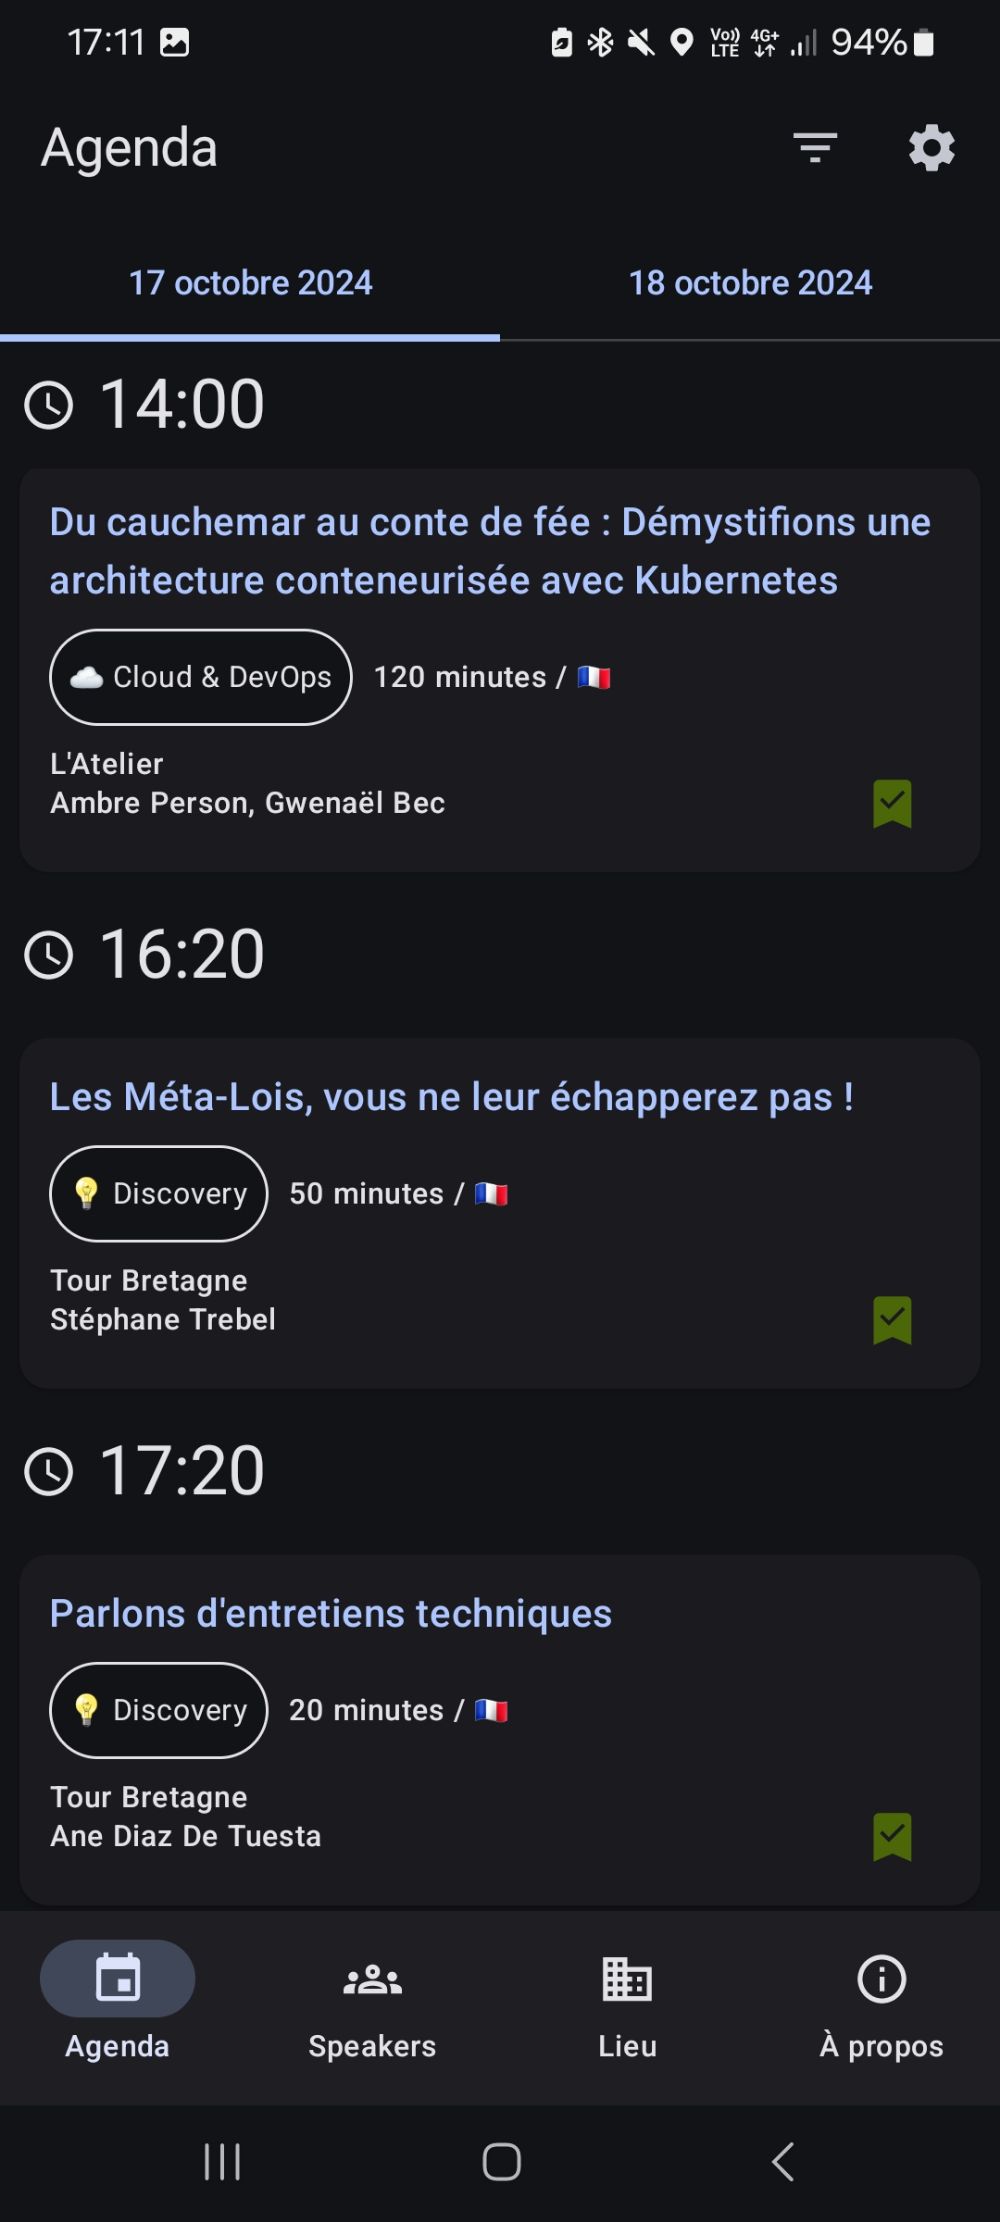 17:11 Vo)) LTE 4G+ 94%
Agenda
17 octobre 2024 18 octobre 2024
14:00
Du cauchemar au conte de fée : Démystifions une
architecture conteneurisée avec Kubernetes
Cloud & DevOps 120 minutes / 🇫🇷
L'Atelier
Ambre Person, Gwenaël Bec
16:20
Les Méta-Lois, vous ne leur échapperez pas !
Discovery 50 minutes / 🇫🇷
Tour Bretagne
Stéphane Trebel
17:20
Parlons d'entretiens techniques
Discovery 20 minutes / 🇫🇷
Tour Bretagne
Ane Diaz De Tuesta
Agenda Speakers Lieu À propos